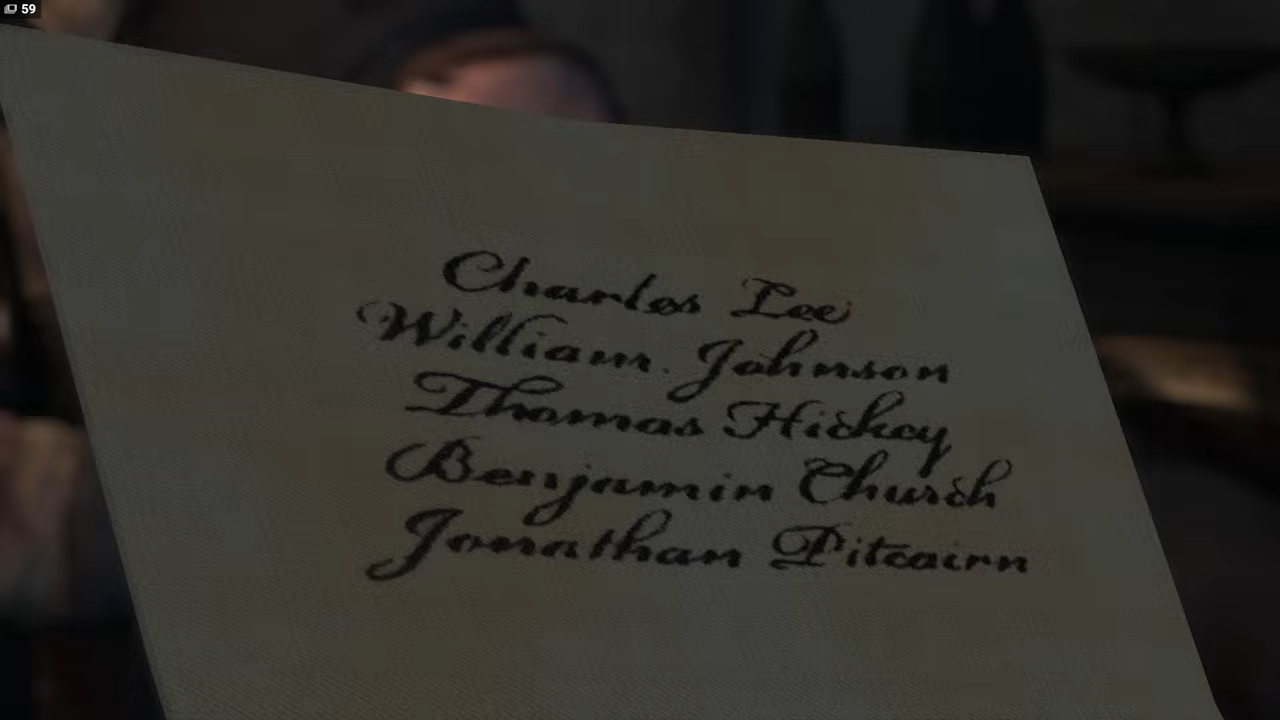 59
Charles Lee
William. Johnson
Thomas Hickey
Benjamin Church
Jonathan Pitcairn